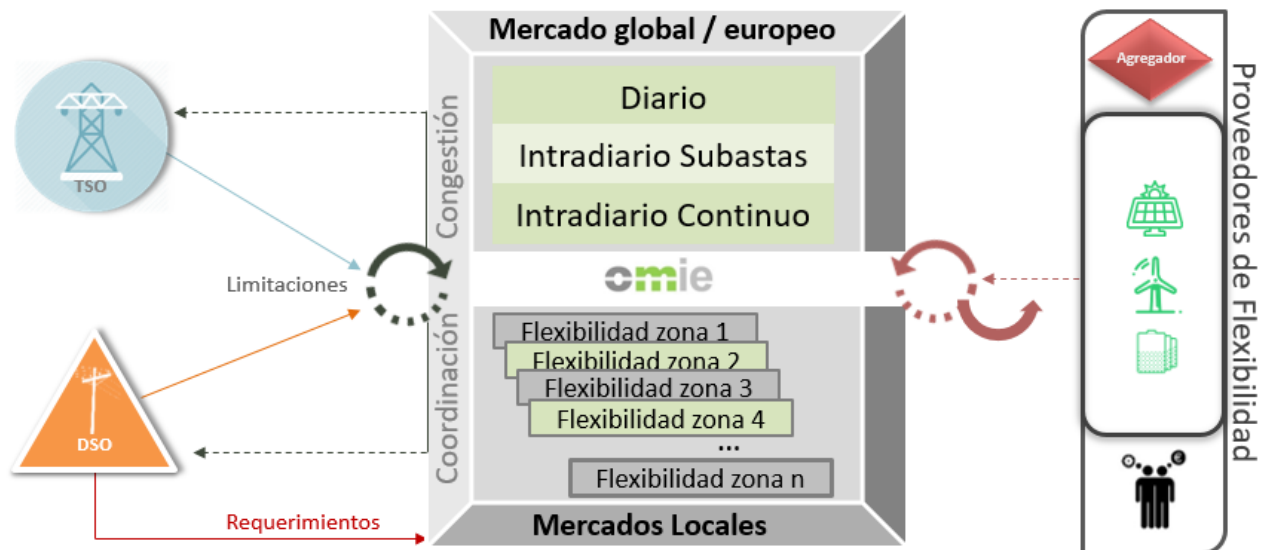 Mercado global / europeo
Agregador
Proveedores de Flexibilidad
Diario
Intradiario Subastas
Intradiario Continuo
Congestión
TSO
Limitaciones
omie
Coordinación
Flexibilidad zona 1
Flexibilidad zona 2
Flexibilidad zona 3
Flexibilidad zona 4
...
Flexibilidad zona n
DSO
Requerimientos
Mercados Locales